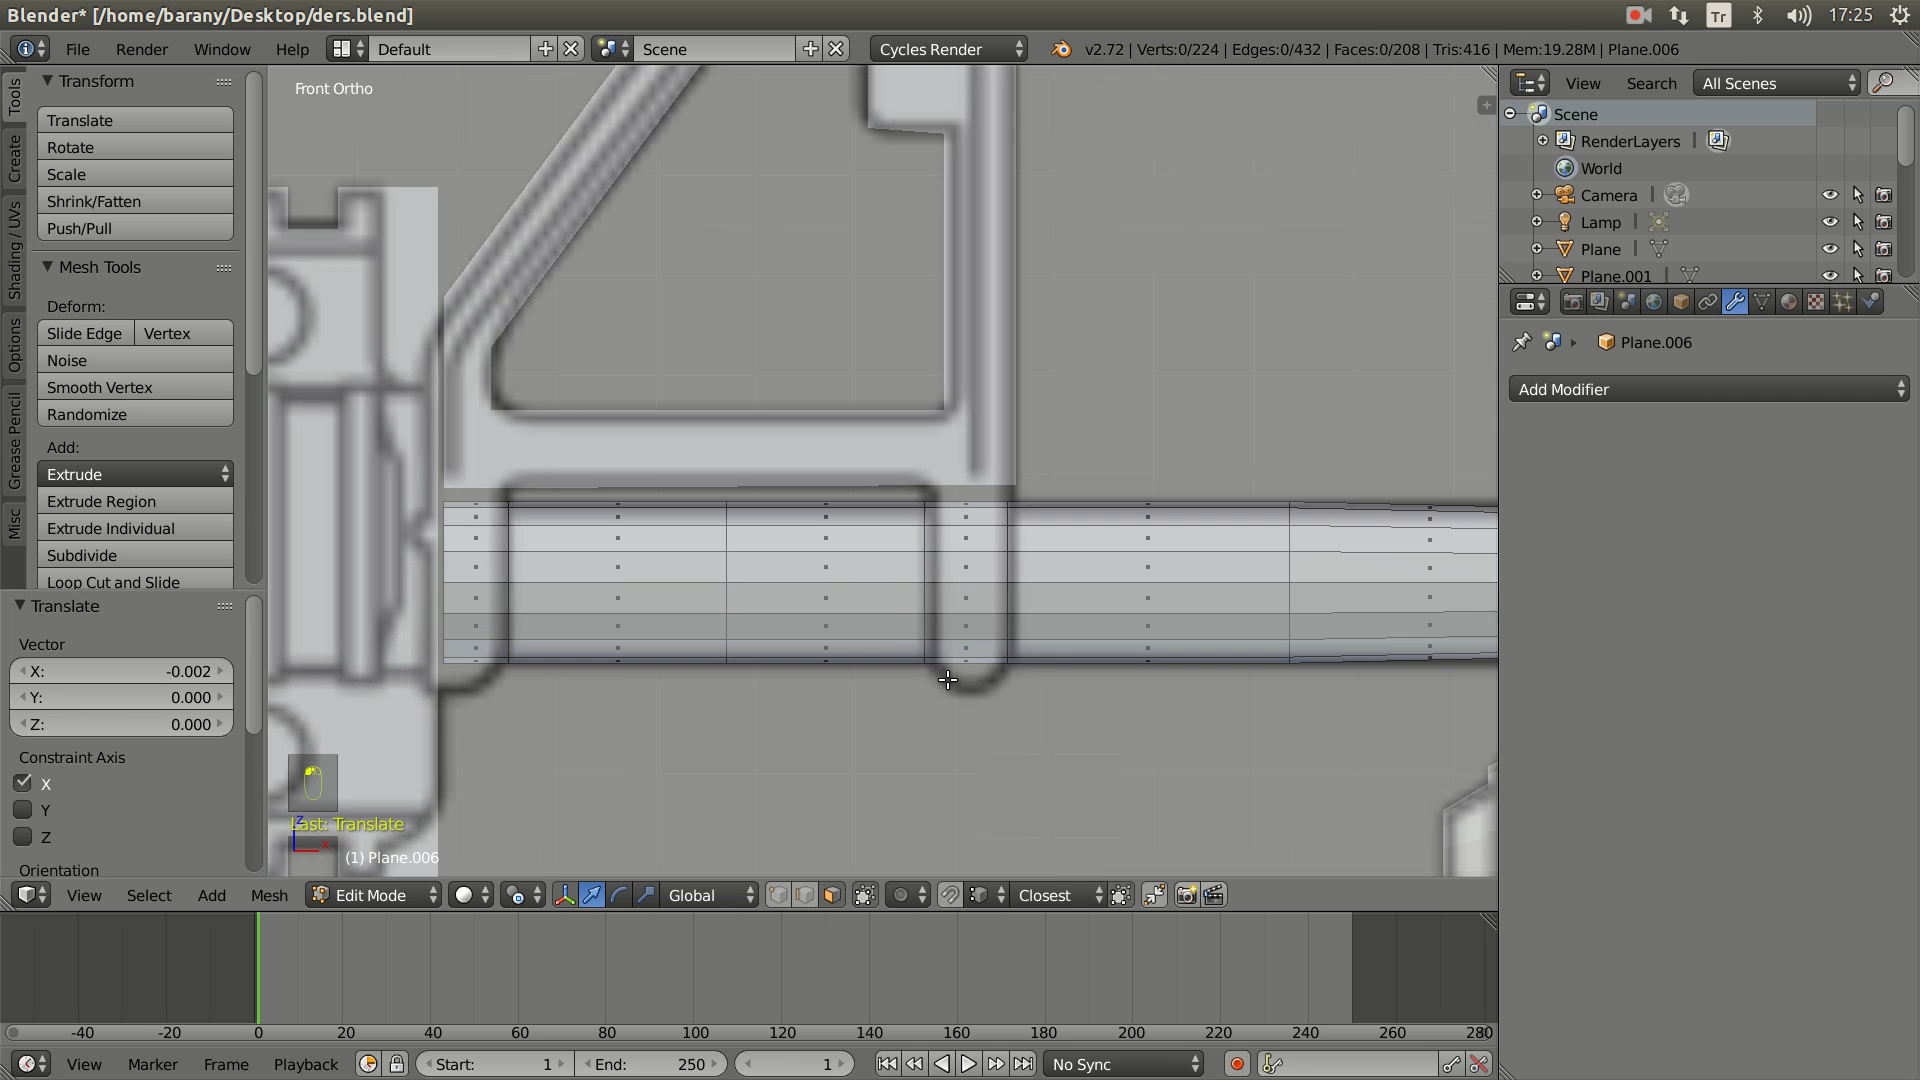 Blender* [/home/barany/Desktop/ders.blend]
Tr
17:25
File
Render
Window
Help
Default
Scene
Cycles Render
v2.72 | Verts:0/224 | Edges:0/432 | Faces:0/208 | Tris:416 | Mem:19.28M | Plane.006
Tools
Create
Shading / UVs
Options
Grease Pencil
Misc
Transform
Translate
Rotate
Scale
Shrink/Fatten
Push/Pull
Mesh Tools
Deform:
Slide Edge
Vertex
Noise
Smooth Vertex
Randomize
Add:
Extrude
Extrude Region
Extrude Individual
Subdivide
Loop Cut and Slide
Translate
Vector
X: -0.002
Y: 0.000
Z: 0.000
Constraint Axis
X
Y
Z
Orientation
Front Ortho
Last: Translate
Z
X
(1) Plane.006
View
Select
Add
Mesh
Edit Mode
Global
Closest
-40 -20 0 20 40 60 80 100 120 140 160 180 200 220 240 260 280
View
Marker
Frame
Playback
Start: 1
End: 250
1
No Sync
View
Search
All Scenes
Scene
RenderLayers
World
Camera
Lamp
Plane
Plane.001
Plane.006
Add Modifier